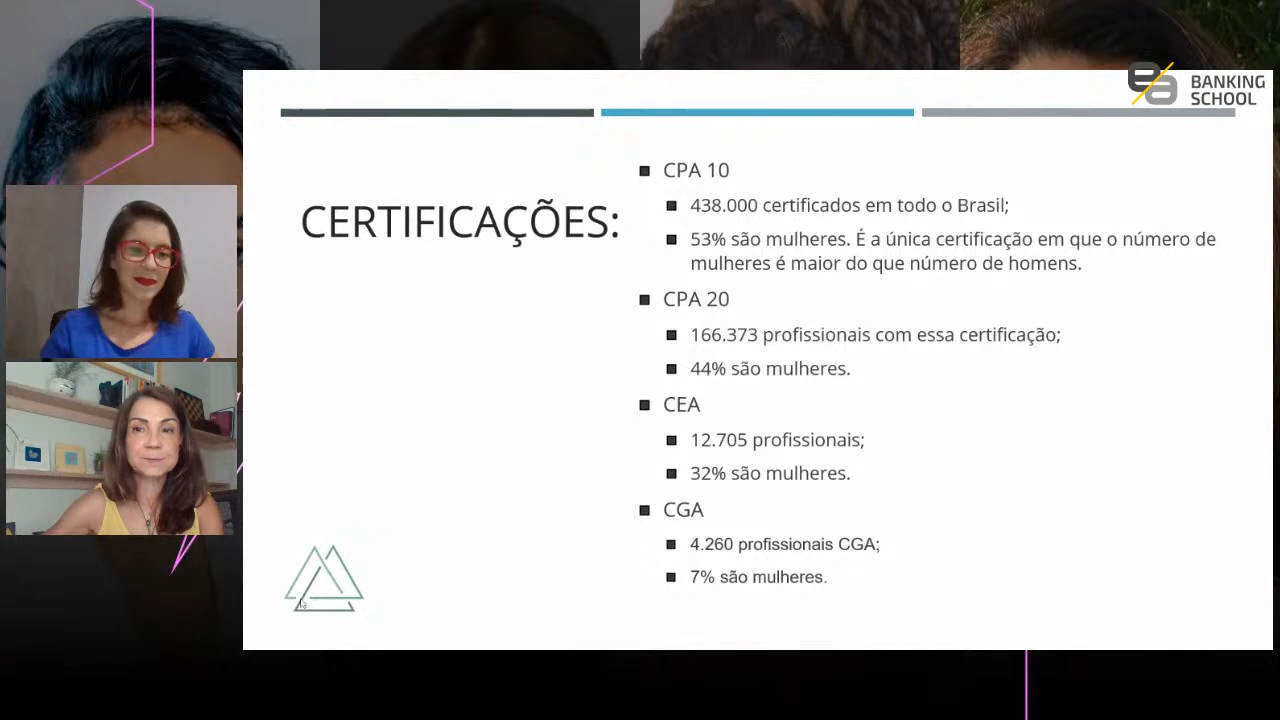 BANKING
SCHOOL
CERTIFICAÇÕES:
CPA 10
438.000 certificados em todo o Brasil;
53% são mulheres. É a única certificação em que o número de
mulheres é maior do que número de homens.
CPA 20
166.373 profissionais com essa certificação;
44% são mulheres.
CEA
12.705 profissionais;
32% são mulheres.
CGA
4.260 profissionais CGA;
7% são mulheres.